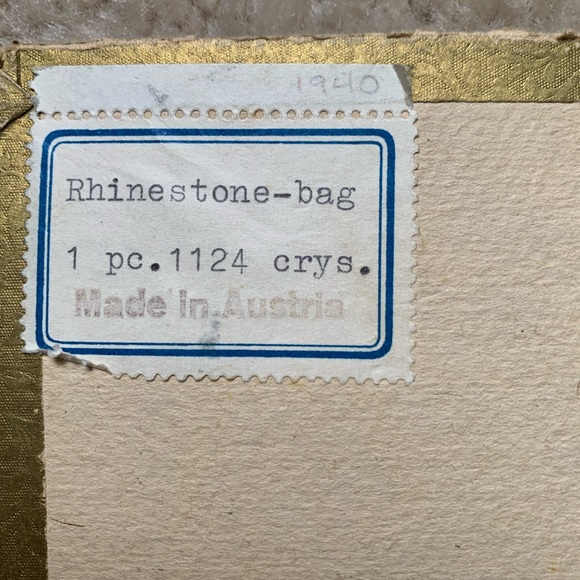 1940
Rhinestone-bag
1 pc.1124 crys.
Made in Austria